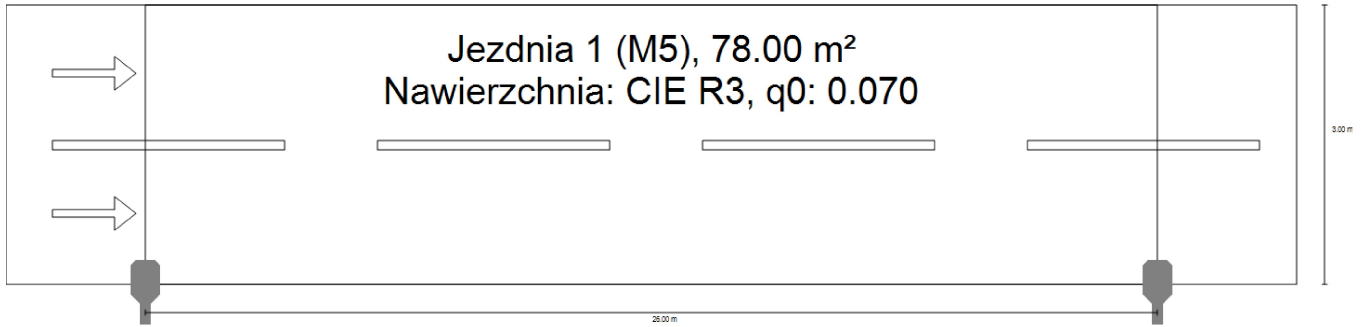 Jezdnia 1 (M5), 78.00 m²
Nawierzchnia: CIE R3, q0: 0.070
3.00 m
26.00 m